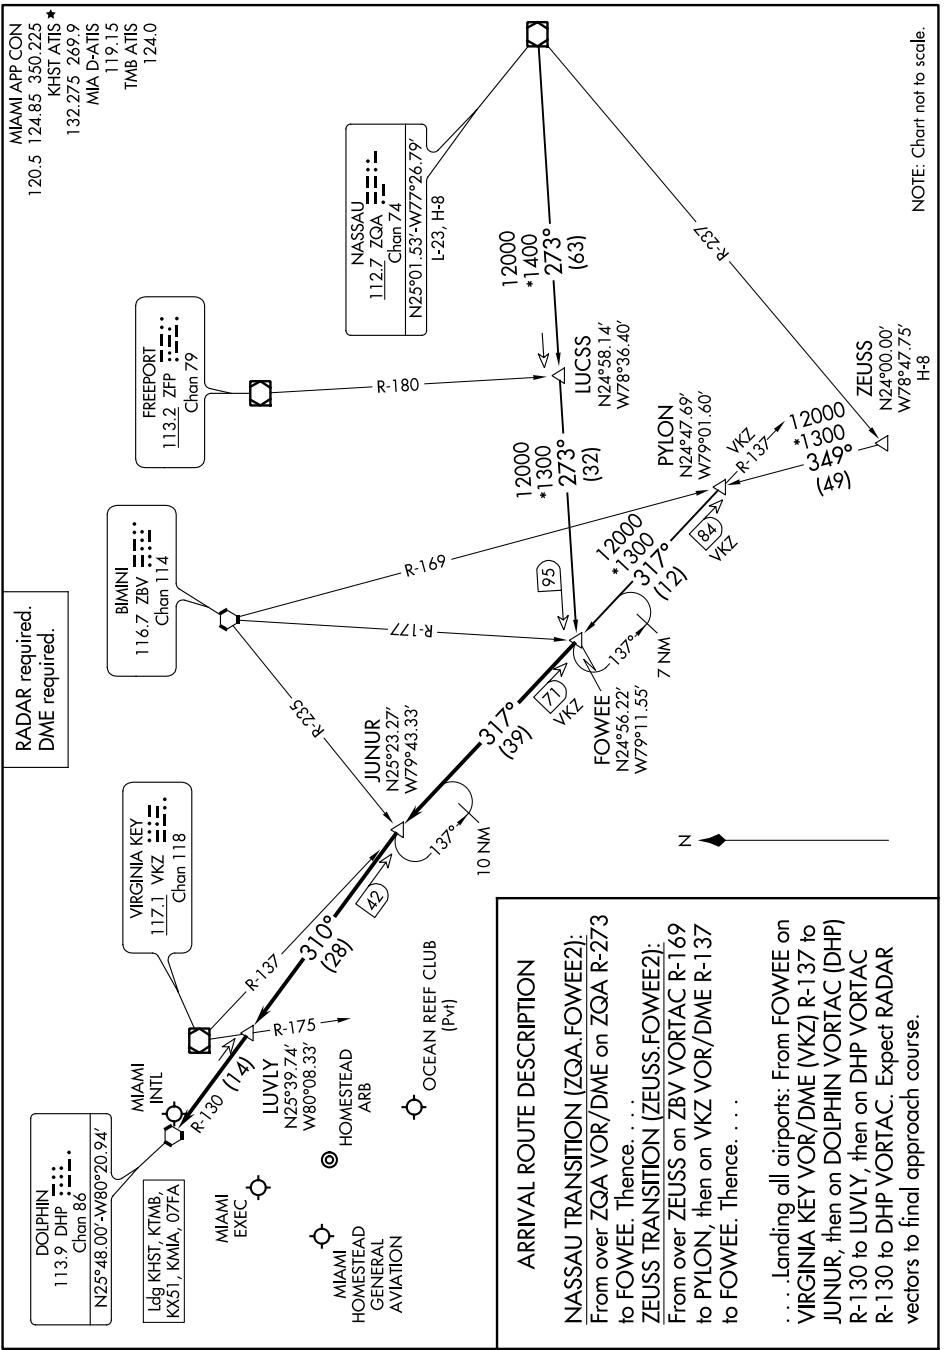 MIAMI APP CON
120.5 124.85 350.225
KHST ATIS ★
132.275 269.9
MIA D-ATIS
119.15
TMB ATIS
124.0
RADAR required.
DME required.
NASSAU
112.7 ZQA
Chan 74
N25°01.53′-W77°26.79′
L-23, H-8
FREEPORT
113.2 ZFP
Chan 79
BIMINI
116.7 ZBV
Chan 114
VIRGINIA KEY
117.1 VKZ
Chan 118
DOLPHIN
113.9 DHP
Chan 86
N25°48.00′-W80°20.94′
Ldg KHST, KTMB,
KX51, KMIA, 07FA
MIAMI
INTL
MIAMI
EXEC
MIAMI
HOMESTEAD
GENERAL
AVIATION
HOMESTEAD
ARB
OCEAN REEF CLUB
(Pvt)
R-130
(14)
LUVLY
N25°39.74′
W80°08.33′
R-175
R-137
310°
(28)
42
JUNUR
N25°23.27′
W79°43.33′
137°
10 NM
R-235
R-177
R-169
317°
(39)
71
VKZ
FOWEE
N24°56.22′
W79°11.55′
137°
7 NM
95
12000
*1300
317°
(12)
84
VKZ
PYLON
N24°47.69′
W79°01.60′
VKZ
R-137
12000
*1300
349°
(49)
ZEUSS
N24°00.00′
W78°47.75′
H-8
R-237
12000
*1400
273°
(63)
LUCSS
N24°58.14′
W78°36.40′
R-180
12000
*1300
273°
(32)
N
NOTE: Chart not to scale.
ARRIVAL ROUTE DESCRIPTION
NASSAU TRANSITION (ZQA.FOWEE2):
From over ZQA VOR/DME on ZQA R-273
to FOWEE. Thence. . . .
ZEUSS TRANSITION (ZEUSS.FOWEE2):
From over ZEUSS on ZBV VORTAC R-169
to PYLON, then on VKZ VOR/DME R-137
to FOWEE. Thence. . . .
. . . .Landing all airports: From FOWEE on
VIRGINIA KEY VOR/DME (VKZ) R-137 to
JUNUR, then on DOLPHIN VORTAC (DHP)
R-130 to LUVLY, then on DHP VORTAC
R-130 to DHP VORTAC. Expect RADAR
vectors to final approach course.